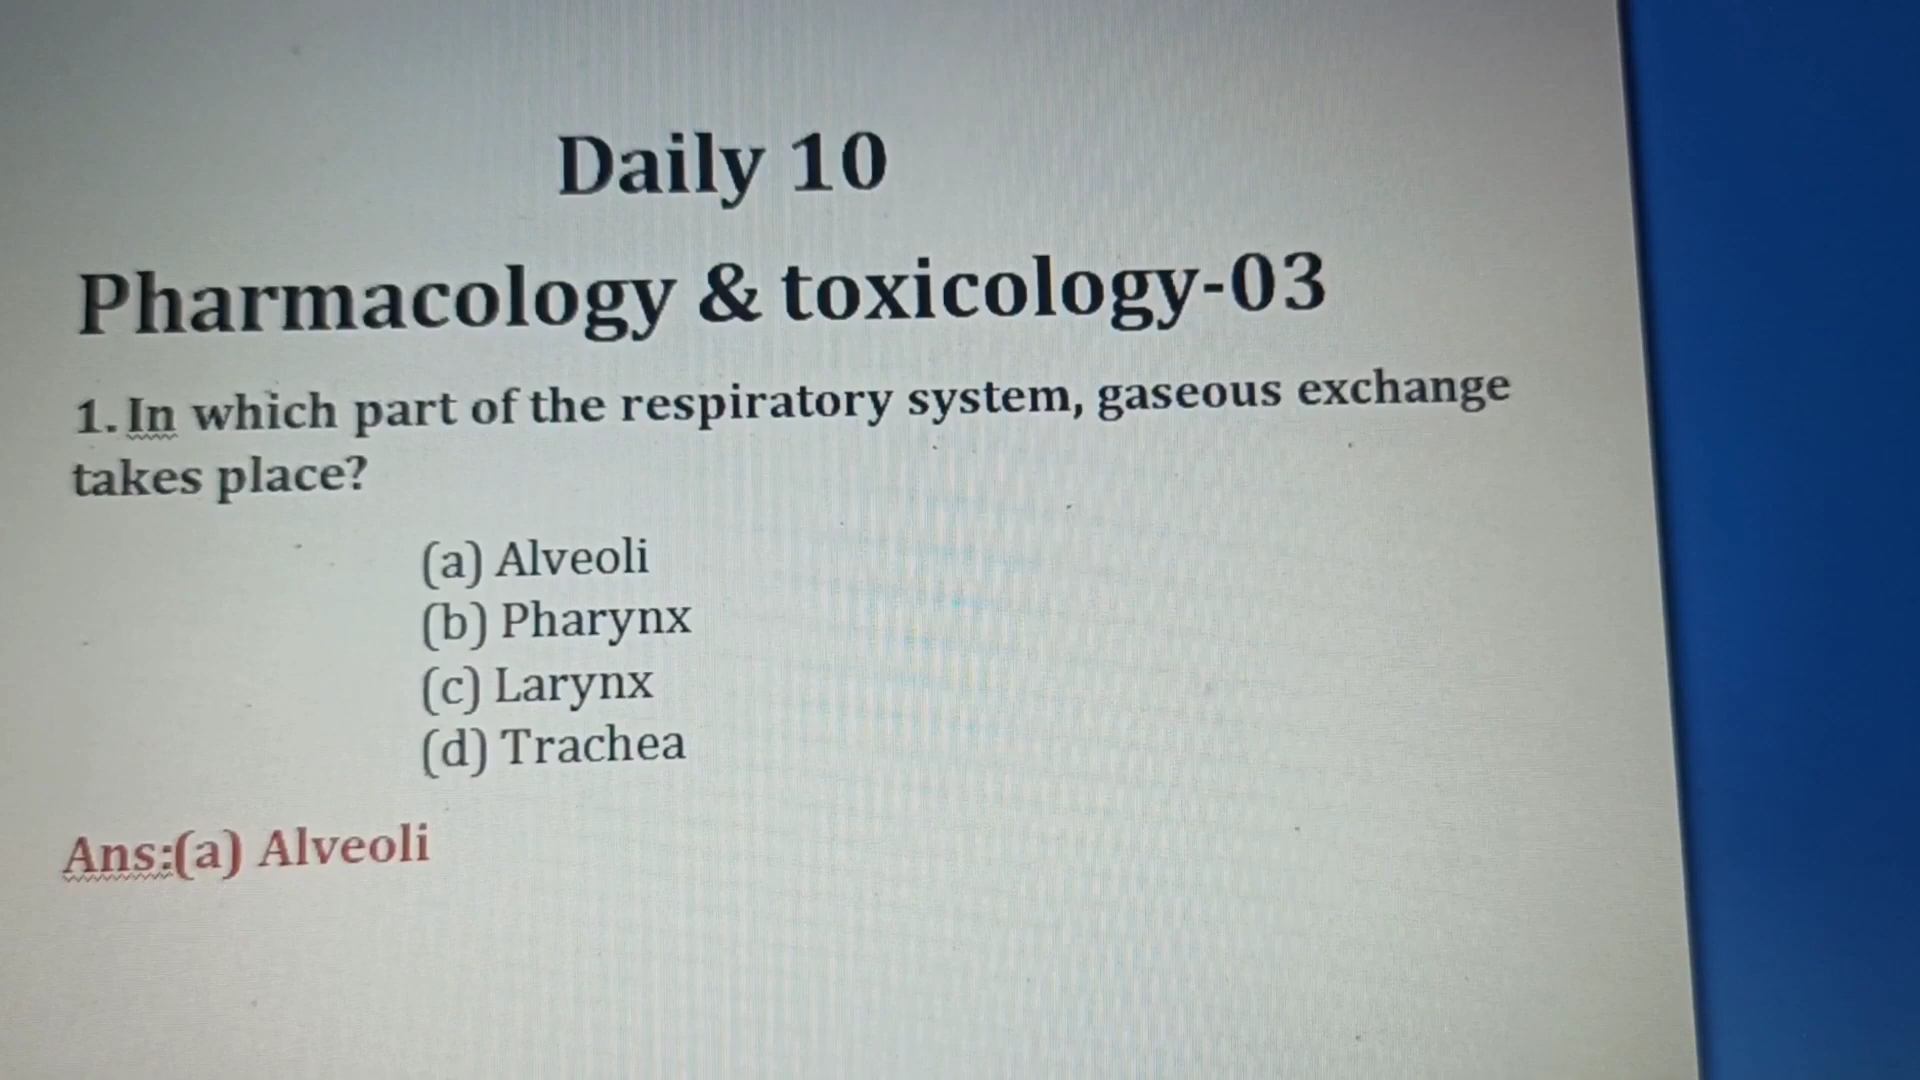 Daily 10
Pharmacology & toxicology-03
1. In which part of the respiratory system, gaseous exchange
takes place?
(a) Alveoli
(b) Pharynx
(c) Larynx
(d) Trachea
Ans:(a) Alveoli